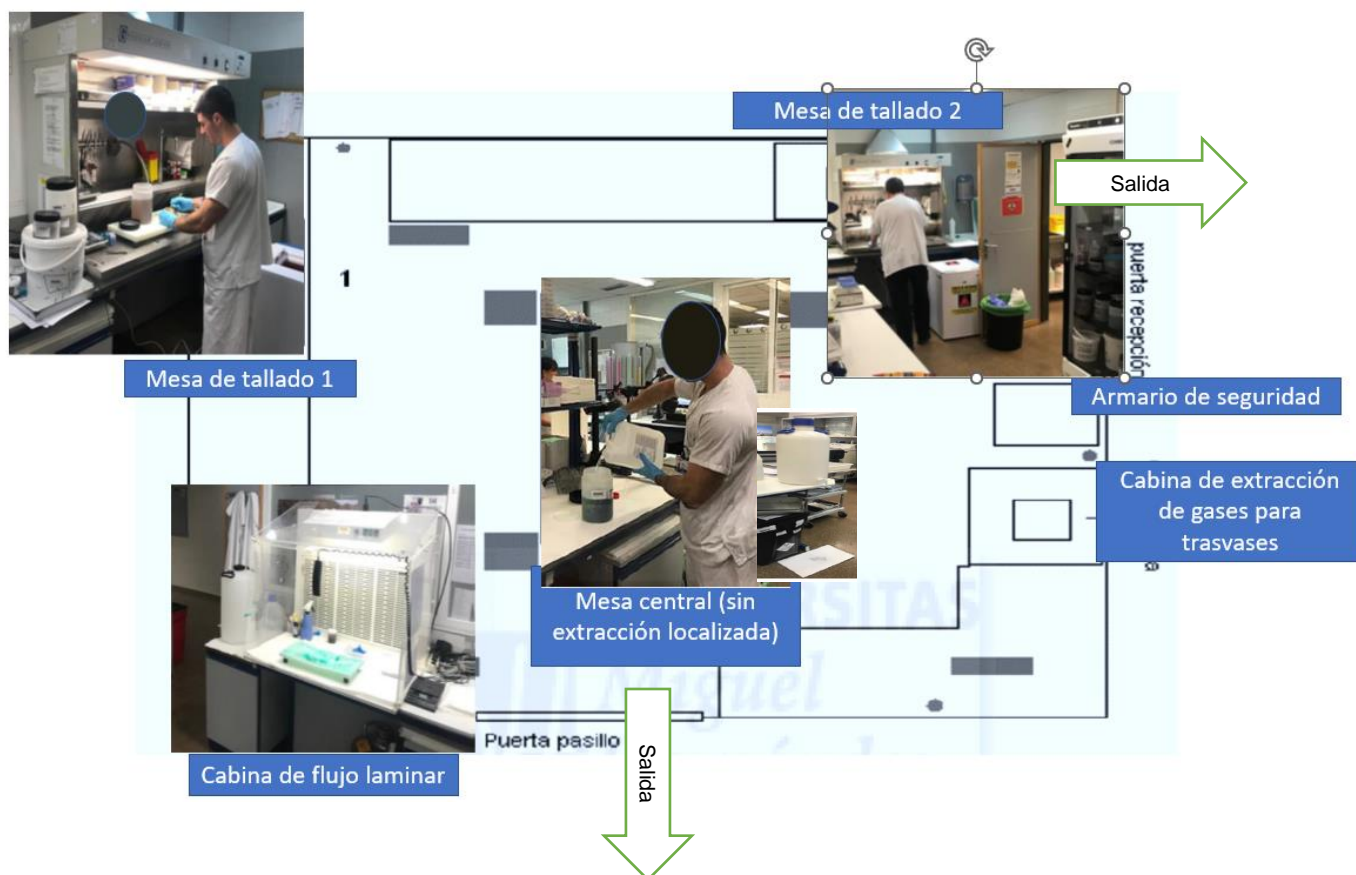 Mesa de tallado 2
Salida
puerta recepción
1
Mesa de tallado 1
Armario de seguridad
Cabina de extracción
de gases para
trasvases
Mesa central (sin
extracción localizada)
Miguel
Puerta pasillo
Salida
Cabina de flujo laminar